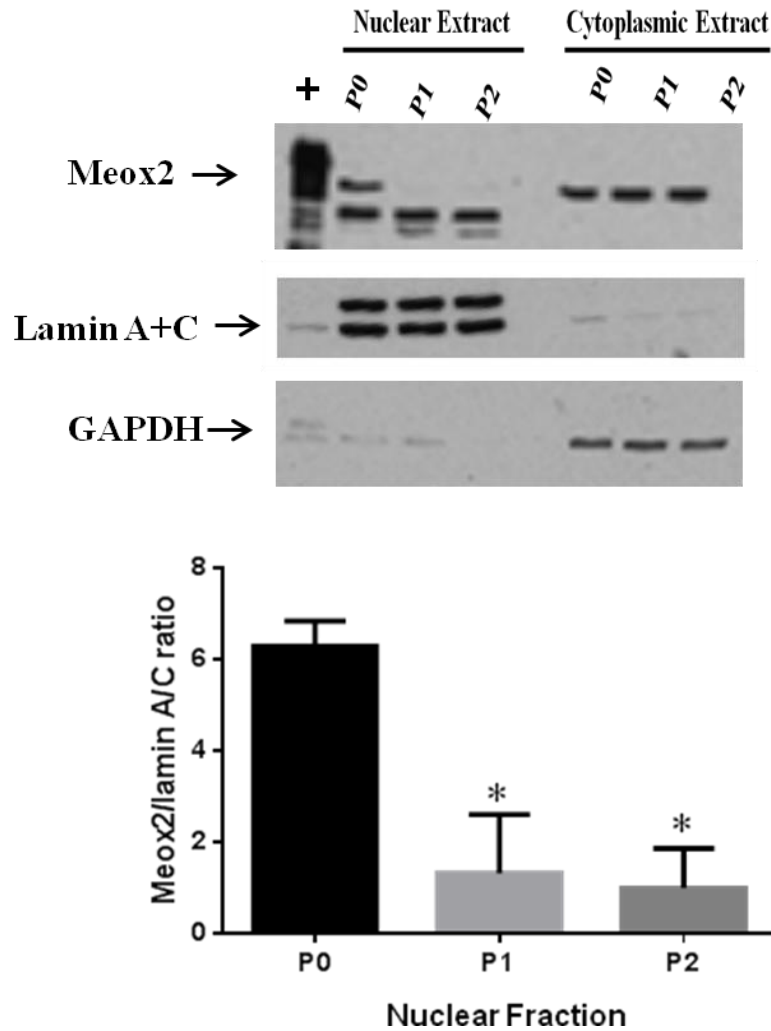 Nuclear Extract Cytoplasmic Extract
+ P0 P1 P2 P0 P1 P2
Meox2
Lamin A+C
GAPDH
8
6
4
2
0
Meox2/lamin A/C ratio
*
*
P0 P1 P2
Nuclear Fraction